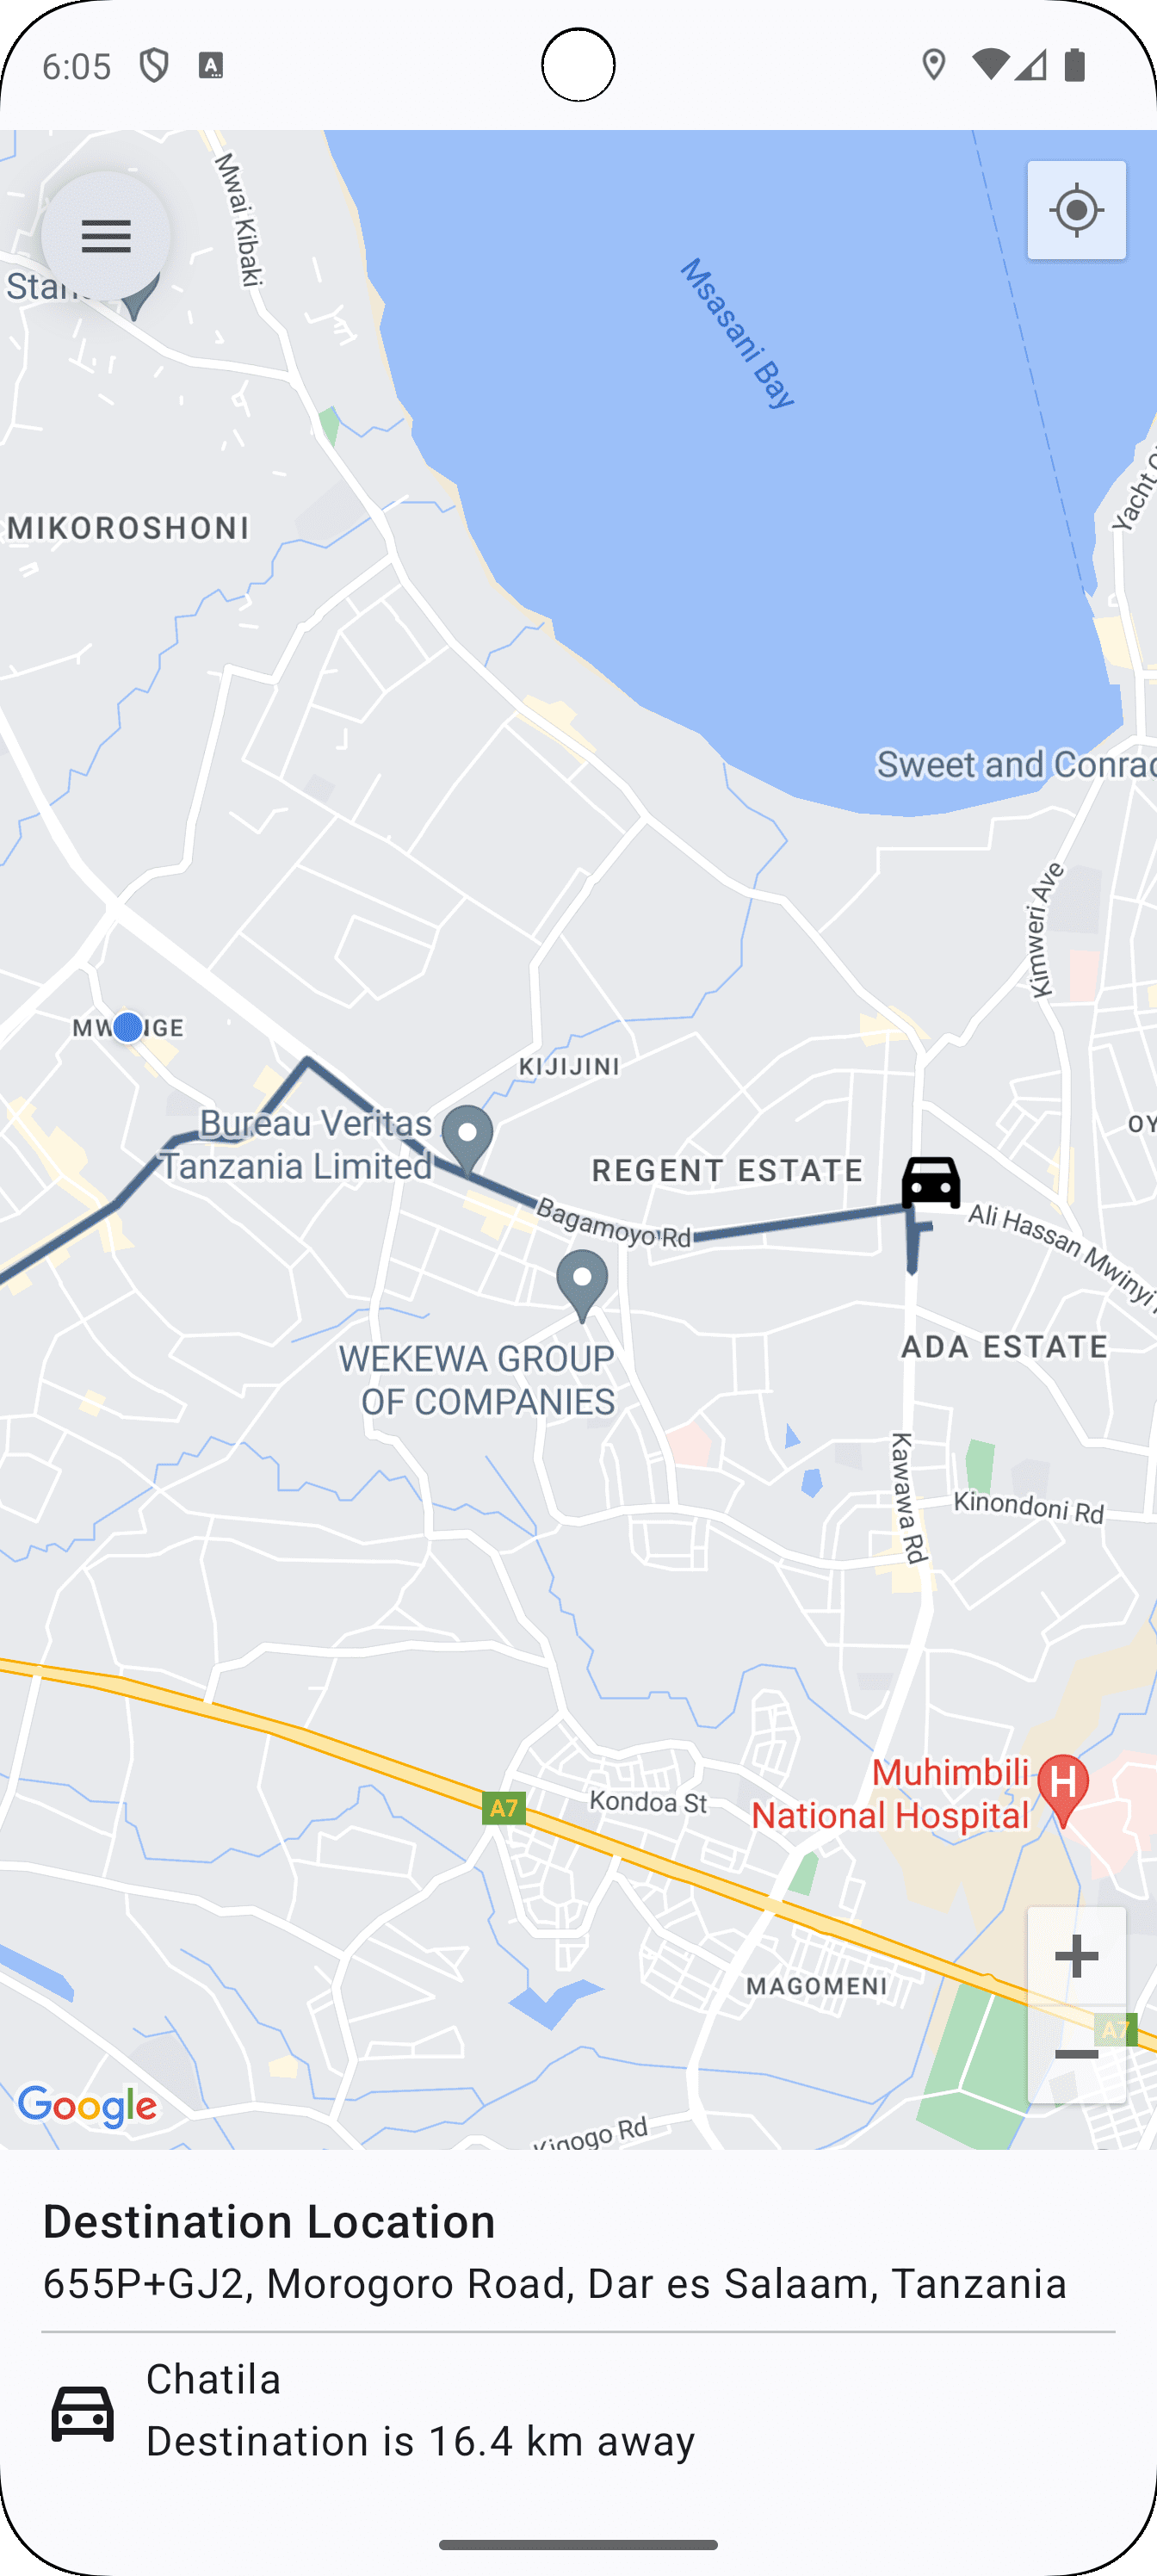 6:05
A
Mwai Kibaki
Msasani Bay
MIKOROSHONI
Sweet and Conrad
Kimweri Ave
KIJIJINI
Bureau Veritas
Tanzania Limited
REGENT ESTATE
Bagamoyo Rd
Ali Hassan Mwinyi
WEKEWA GROUP
OF COMPANIES
ADA ESTATE
Kawawa Rd
Kinondoni Rd
Muhimbili
National Hospital
H
A7
Kondoa St
MAGOMENI
A7
Google
Kigogo Rd
Destination Location
655P+GJ2, Morogoro Road, Dar es Salaam, Tanzania
Chatila
Destination is 16.4 km away